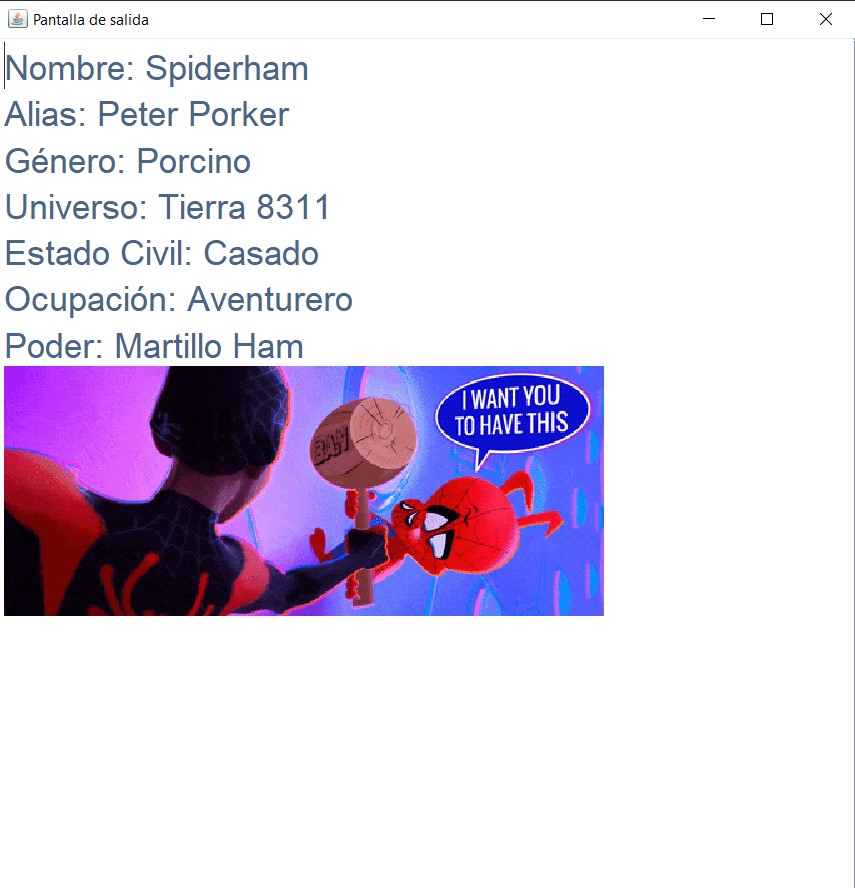 Pantalla de salida
Nombre: Spiderham
Alias: Peter Porker
Género: Porcino
Universo: Tierra 8311
Estado Civil: Casado
Ocupación: Aventurero
Poder: Martillo Ham
I WANT YOU
TO HAVE THIS
BAM